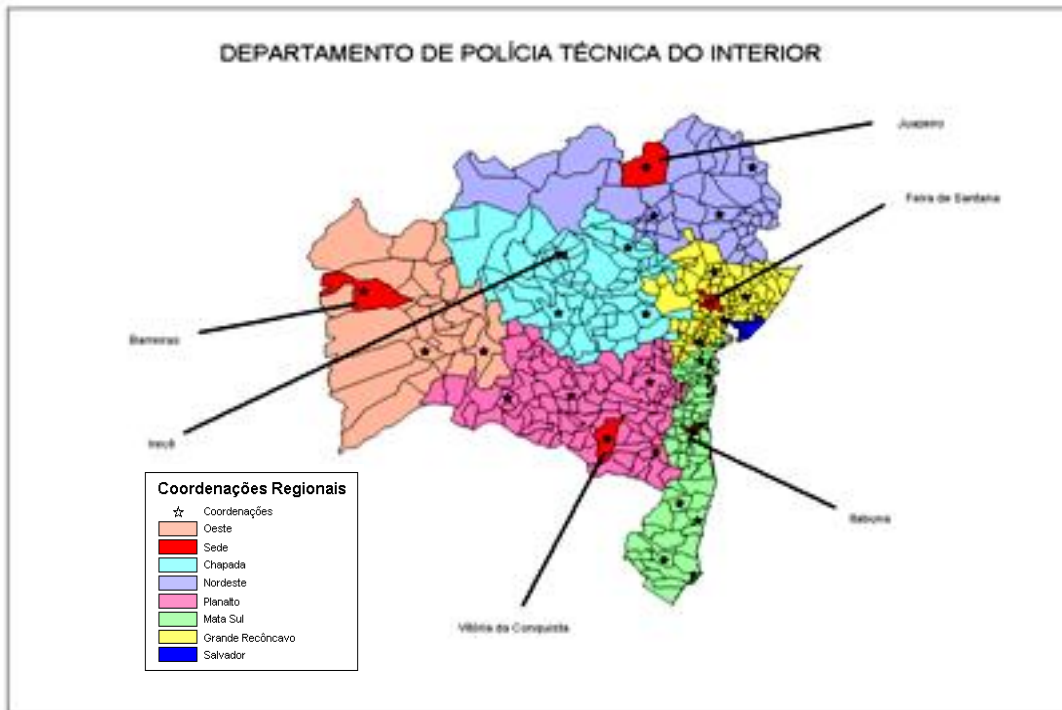 DEPARTAMENTO DE POLÍCIA TÉCNICA DO INTERIOR
Juazeiro
Feira de Santana
Barreiras
Irecê
Itabuna
Vitória da Conquista
Coordenações Regionais
Coordenações
Oeste
Sede
Chapada
Nordeste
Planalto
Mata Sul
Grande Recôncavo
Salvador